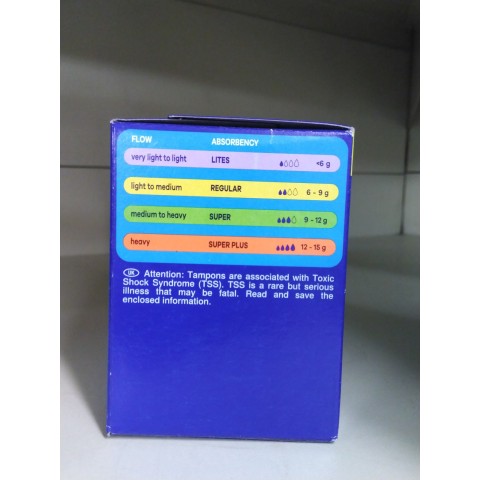 FLOW ABSORBENCY
very light to light LITES <6 g
light to medium REGULAR 6 - 9 g
medium to heavy SUPER 9 - 12 g
heavy SUPER PLUS 12 - 15 g
UK Attention: Tampons are associated with Toxic
Shock Syndrome (TSS). TSS is a rare but serious
illness that may be fatal. Read and save the
enclosed information.